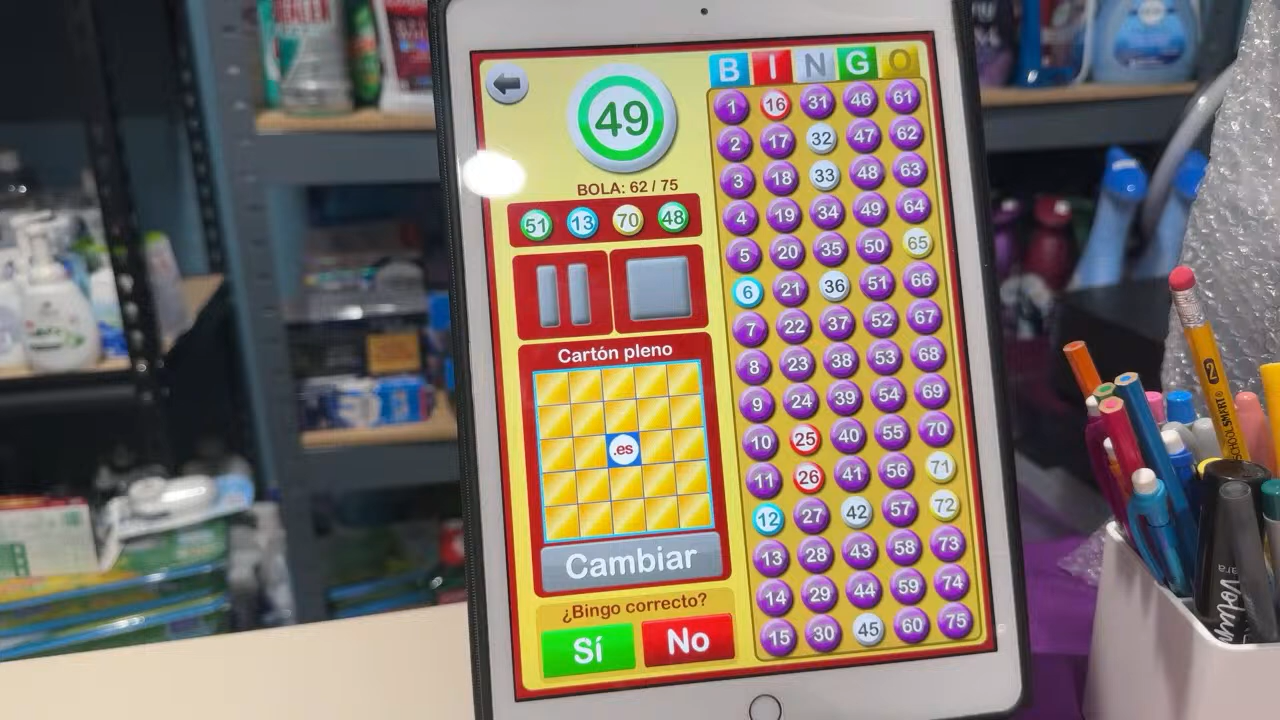 B I N G O
49
BOLA: 62 / 75
51 13 70 48
Cartón pleno
.es
Cambiar
¿Bingo correcto?
Sí No
1 16 31 46 61
2 17 32 47 62
3 18 33 48 63
4 19 34 49 64
5 20 35 50 65
6 21 36 51 66
7 22 37 52 67
8 23 38 53 68
9 24 39 54 69
10 25 40 55 70
11 26 41 56 71
12 27 42 57 72
13 28 43 58 73
14 29 44 59 74
15 30 45 60 75
2